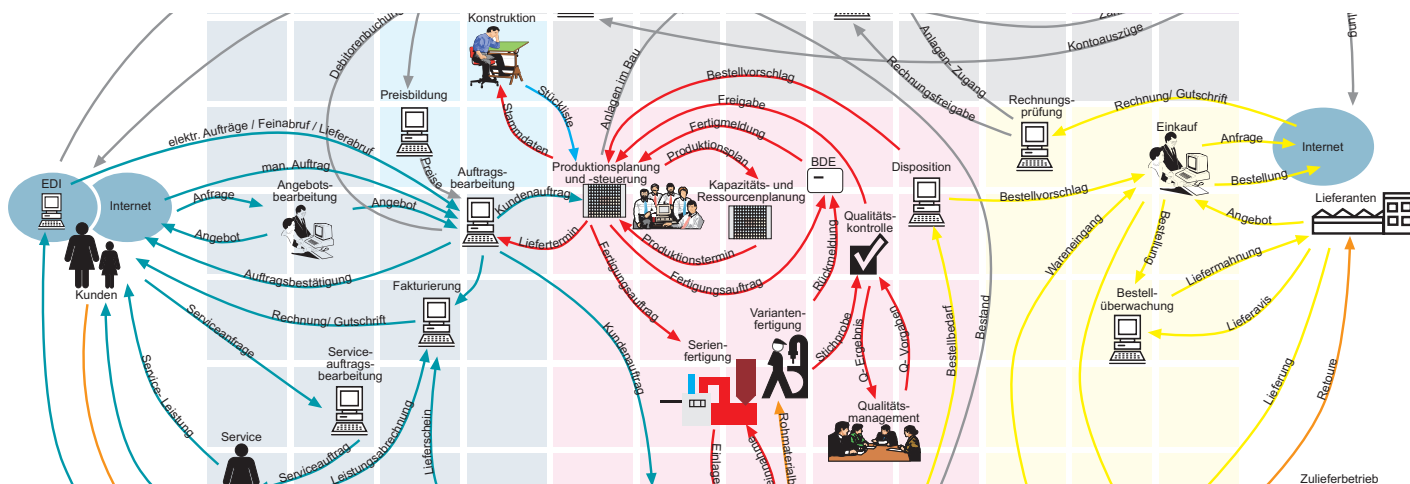 Konstruktion
Debitorenbuchu
Anlagen im Bau
Bestellvorschlag
Anlagen- Zugang
Rechnungsfreigabe
Kontoauszüge
Preisbildung
Stückliste
Stammdaten
Freigabe
Fertigmeldung
Produktionsplan
Rechnungs-
prüfung
Rechnung/ Gutschrift
Einkauf
Anfrage
Internet
Bestellung
elektr. Aufträge / Feinabruf / Lieferabruf
man. Auftrag
Preise
Auftrags-
bearbeitung
Produktionsplanung
und -steuerung
Kapazitäts- und
Ressourcenplanung
BDE
Disposition
EDI
Internet
Anfrage
Angebots-
bearbeitung
Angebot
Kundenauftrag
Bestellvorschlag
Lieferanten
Angebot
Angebot
Liefertermin
Produktionstermin
Qualitäts-
kontrolle
Wareneingang
Bestellung
Liefermahnung
Auftragsbestätigung
Fertigungsauftrag
Fertigungsauftrag
Rückmeldung
Kunden
Fakturierung
Rechnung/ Gutschrift
Bestell-
überwachung
Lieferavis
Bestand
Serviceanfrage
Kundenauftrag
Serien-
fertigung
Varianten-
fertigung
Stichprobe
Q- Ergebnis
Q- Vorgaben
Bestellbedarf
Service-
auftrags-
bearbeitung
Service- Leistung
Qualitäts-
management
Lieferung
Retoure
Service
Serviceauftrag
Leistungsabrechnung
Lieferschein
Einlage
Rohmaterialb
Zulieferbetrieb